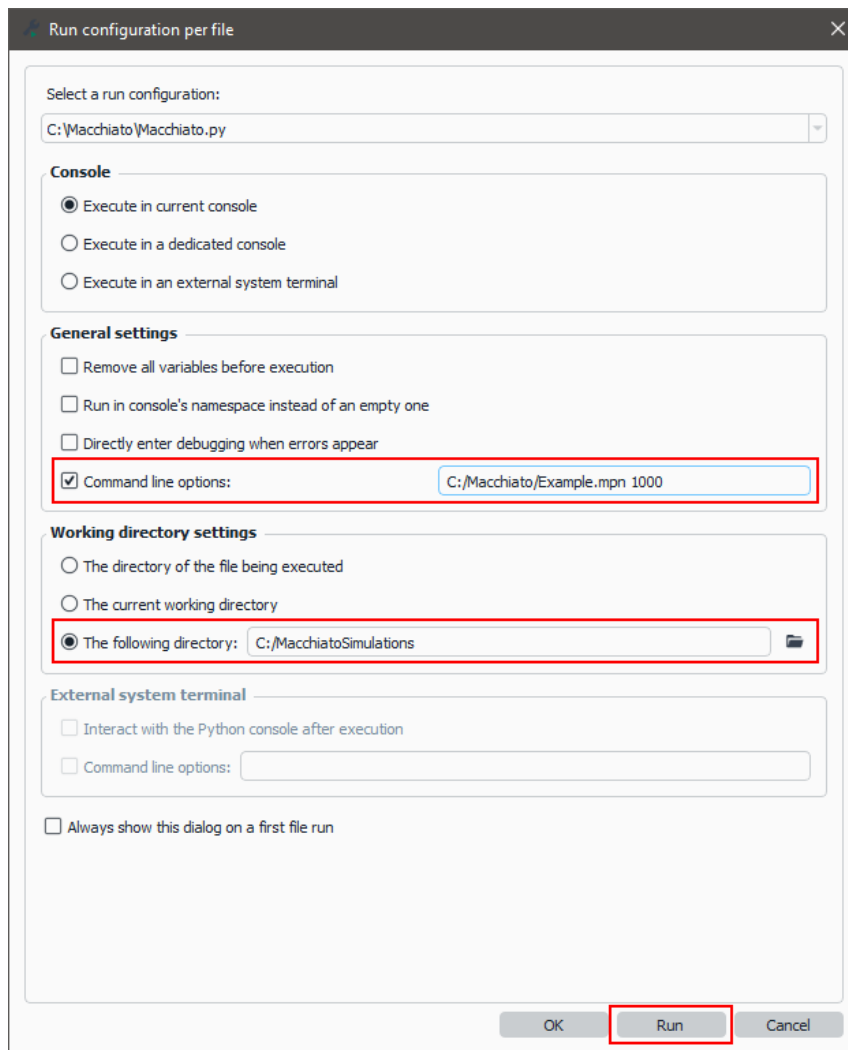 Run configuration per file
Select a run configuration:
C:\Macchiato\Macchiato.py
Console
Execute in current console
Execute in a dedicated console
Execute in an external system terminal
General settings
Remove all variables before execution
Run in console's namespace instead of an empty one
Directly enter debugging when errors appear
Command line options: C:/Macchiato/Example.mpn 1000
Working directory settings
The directory of the file being executed
The current working directory
The following directory: C:/MacchiatoSimulations
External system terminal
Interact with the Python console after execution
Command line options:
Always show this dialog on a first file run
OK Run Cancel